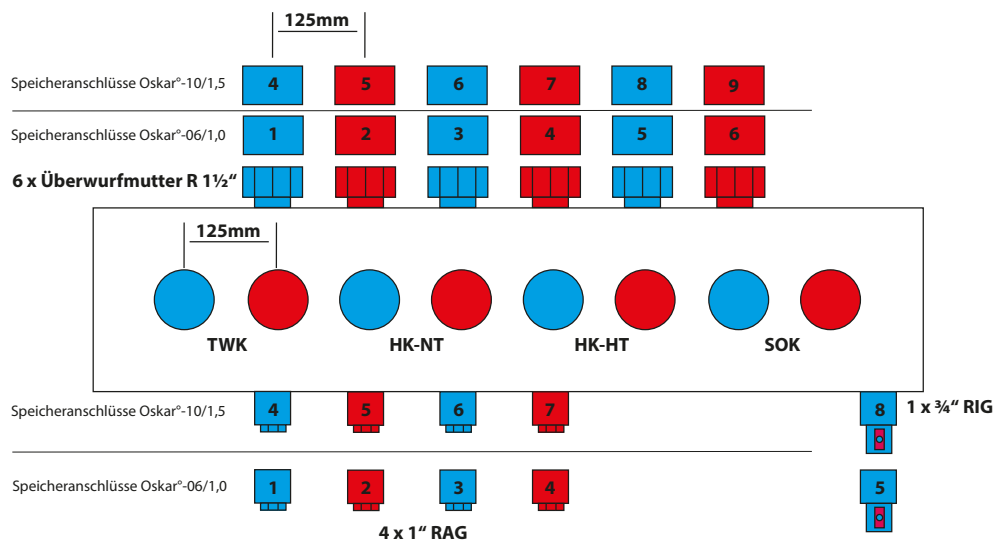 125mm
Speicheranschlüsse Oskar°-10/1,5 4 5 6 7 8 9
Speicheranschlüsse Oskar°-06/1,0 1 2 3 4 5 6
6 x Überwurfmutter R 1½“
125mm
TWK HK-NT HK-HT SOK
Speicheranschlüsse Oskar°-10/1,5 4 5 6 7 8 1 x ¾“ RIG
Speicheranschlüsse Oskar°-06/1,0 1 2 3 4 5
4 x 1“ RAG